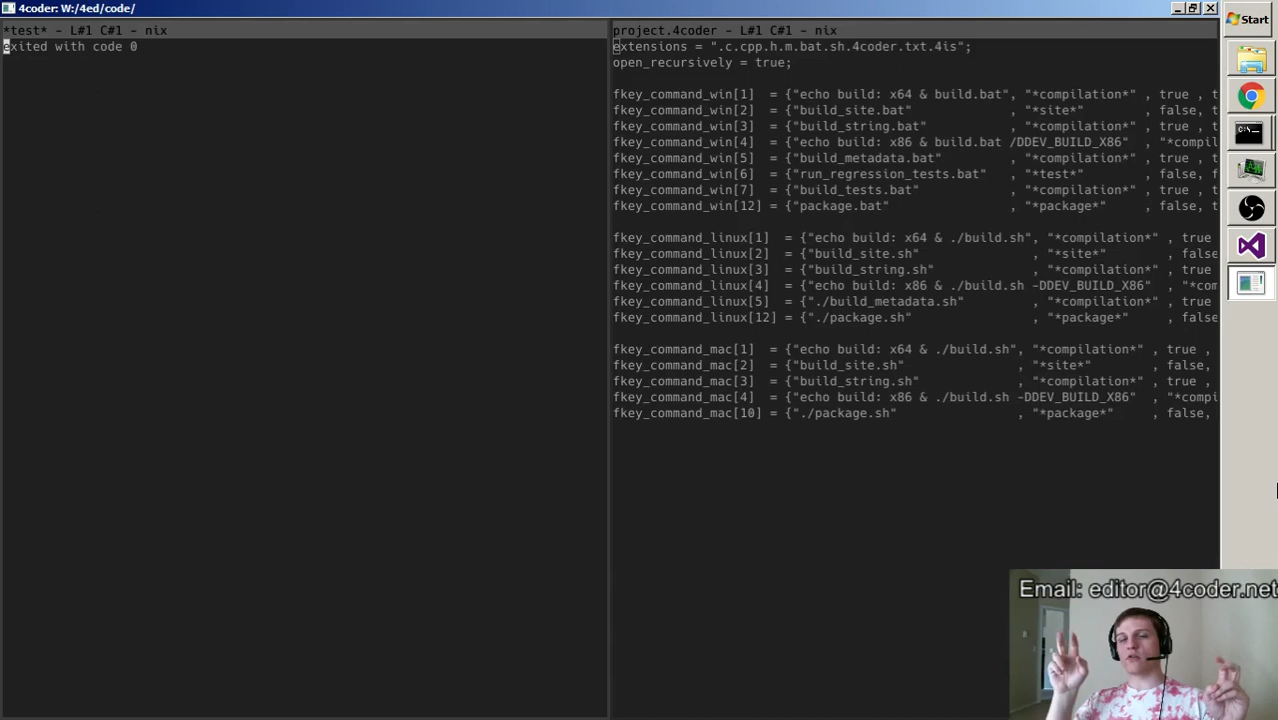 4coder: W:/4ed/code/
Start
*test* - L#1 C#1 - nix
exited with code 0
project.4coder - L#1 C#1 - nix
extensions = ".c.cpp.h.m.bat.sh.4coder.txt.4is";
open_recursively = true;
fkey_command_win[1]  = {"echo build: x64 & build.bat", "*compilation*" , true , t
fkey_command_win[2]  = {"build_site.bat"             , "*site*"        , false, t
fkey_command_win[3]  = {"build_string.bat"           , "*compilation*" , true , t
fkey_command_win[4]  = {"echo build: x86 & build.bat /DDEV_BUILD_X86"  , "*compil
fkey_command_win[5]  = {"build_metadata.bat"         , "*compilation*" , true , t
fkey_command_win[6]  = {"run_regression_tests.bat"   , "*test*"        , false, f
fkey_command_win[7]  = {"build_tests.bat"            , "*compilation*" , true , t
fkey_command_win[12] = {"package.bat"                , "*package*"     , false, t
fkey_command_linux[1]  = {"echo build: x64 & ./build.sh", "*compilation*" , true
fkey_command_linux[2]  = {"build_site.sh"               , "*site*"        , false
fkey_command_linux[3]  = {"build_string.sh"             , "*compilation*" , true
fkey_command_linux[4]  = {"echo build: x86 & ./build.sh -DDEV_BUILD_X86"    , "*com
fkey_command_linux[5]  = {"./build_metadata.sh"         , "*compilation*" , true
fkey_command_linux[12] = {"./package.sh"                , "*package*"     , false
fkey_command_mac[1]  = {"echo build: x64 & ./build.sh", "*compilation*" , true ,
fkey_command_mac[2]  = {"build_site.sh"               , "*site*"        , false,
fkey_command_mac[3]  = {"build_string.sh"             , "*compilation*" , true ,
fkey_command_mac[4]  = {"echo build: x86 & ./build.sh -DDEV_BUILD_X86"  , "*compi
fkey_command_mac[10] = {"./package.sh"                , "*package*"     , false,
Email: editor@4coder.net